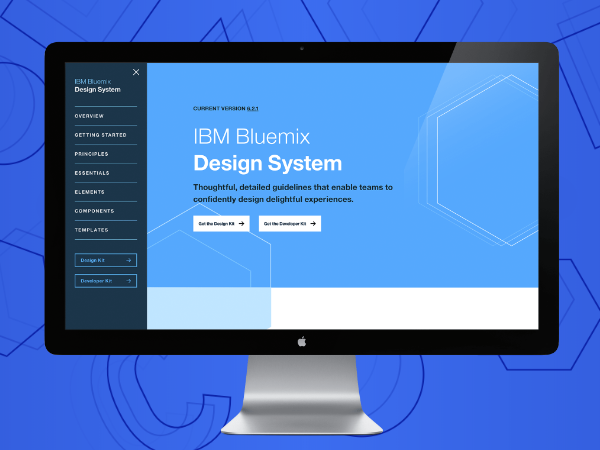 IBM Bluemix
Design System
OVERVIEW
GETTING STARTED
PRINCIPLES
ESSENTIALS
ELEMENTS
COMPONENTS
TEMPLATES
Design Kit
Developer Kit
CURRENT VERSION 6.2.1
IBM Bluemix
Design System
Thoughtful, detailed guidelines that enable teams to
confidently design delightful experiences.
Get the Design Kit
Get the Developer Kit